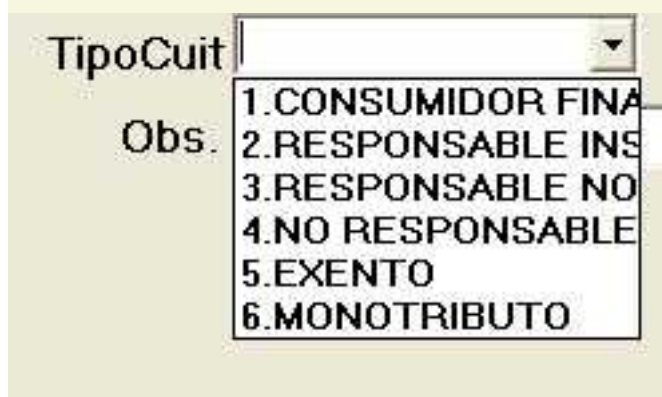 TipoCuit
1.CONSUMIDOR FINA
Obs. 2.RESPONSABLE INS
3.RESPONSABLE NO
4.NO RESPONSABLE
5.EXENTO
6.MONOTRIBUTO